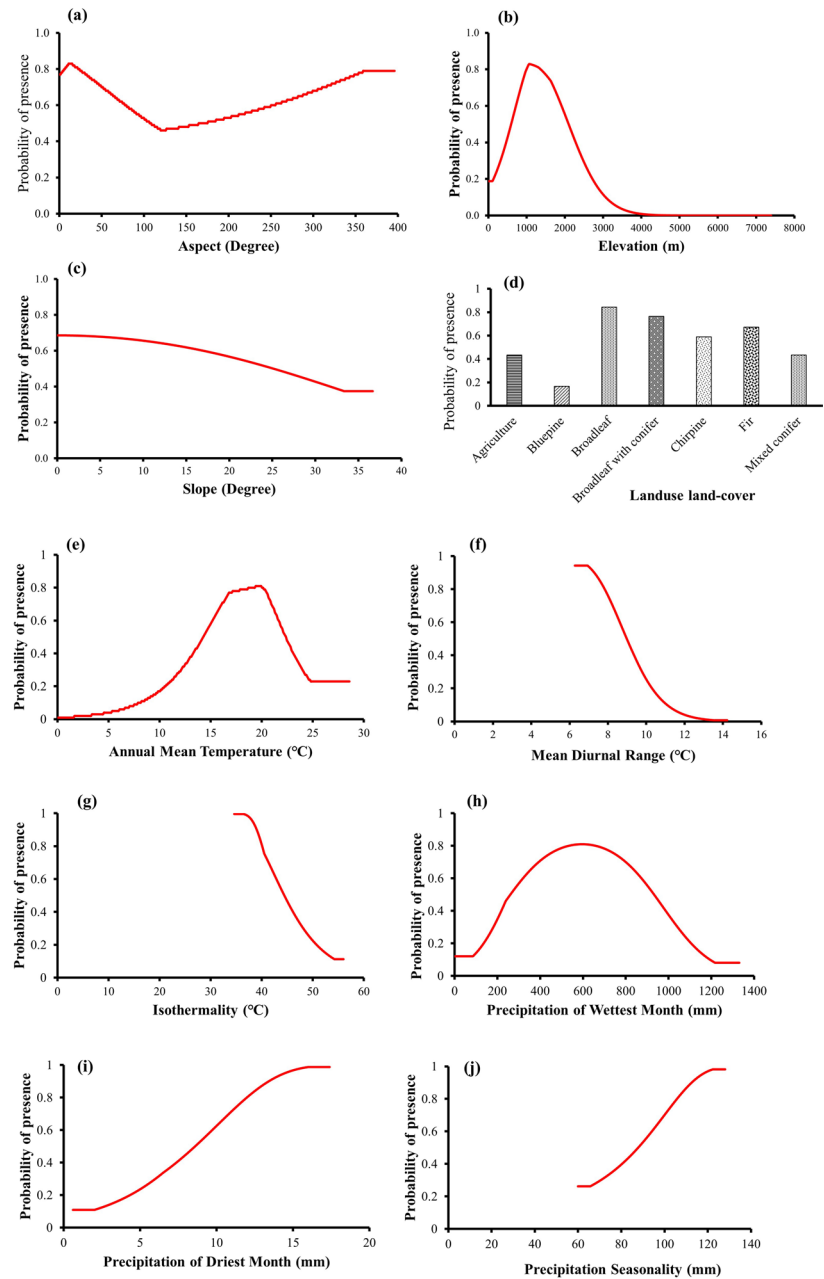 (a)
Probability of presence
1.0
0.8
0.6
0.4
0.2
0.0
0 50 100 150 200 250 300 350 400
Aspect (Degree)
(b)
Probability of presence
1.0
0.8
0.6
0.4
0.2
0.0
0 1000 2000 3000 4000 5000 6000 7000 8000
Elevation (m)
(c)
Probability of presence
1.0
0.8
0.6
0.4
0.2
0.0
0 5 10 15 20 25 30 35 40
Slope (Degree)
(d)
Probability of presence
1
0.8
0.6
0.4
0.2
0
Agriculture
Bluepine
Broadleaf
Broadleaf with conifer
Chirpine
Fir
Mixed conifer
Landuse land-cover
(e)
Probability of presence
1
0.8
0.6
0.4
0.2
0
0 5 10 15 20 25 30
Annual Mean Temperature (°C)
(f)
Probability of presence
1
0.8
0.6
0.4
0.2
0
0 2 4 6 8 10 12 14 16
Mean Diurnal Range (°C)
(g)
Probability of presence
1
0.8
0.6
0.4
0.2
0
0 10 20 30 40 50 60
Isothermality (°C)
(h)
Probability of presence
1
0.8
0.6
0.4
0.2
0
0 200 400 600 800 1000 1200 1400
Precipitation of Wettest Month (mm)
(i)
Probability of presence
1
0.8
0.6
0.4
0.2
0
0 5 10 15 20
Precipitation of Driest Month (mm)
(j)
Probability of presence
1
0.8
0.6
0.4
0.2
0
0 20 40 60 80 100 120 140
Precipitation Seasonality (mm)